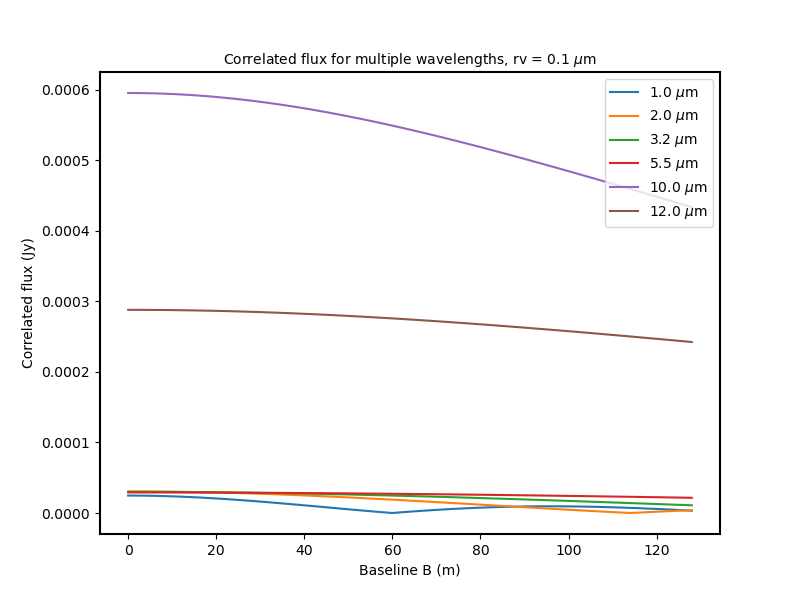 Correlated flux for multiple wavelengths, rv = 0.1 μm
0.0006
0.0005
0.0004
0.0003
0.0002
0.0001
0.0000
Correlated flux (Jy)
1.0 μm
2.0 μm
3.2 μm
5.5 μm
10.0 μm
12.0 μm
0 20 40 60 80 100 120
Baseline B (m)